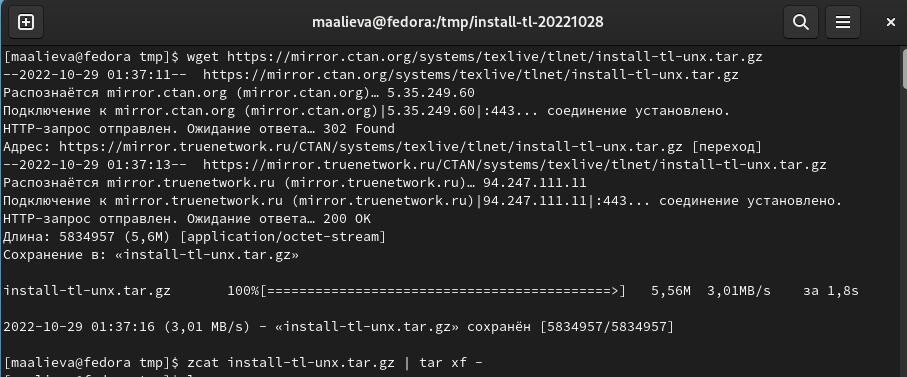 maalieva@fedora:/tmp/install-tl-20221028
[maalieva@fedora tmp]$ wget https://mirror.ctan.org/systems/texlive/tlnet/install-tl-unx.tar.gz
--2022-10-29 01:37:11--  https://mirror.ctan.org/systems/texlive/tlnet/install-tl-unx.tar.gz
Распознаётся mirror.ctan.org (mirror.ctan.org)… 5.35.249.60
Подключение к mirror.ctan.org (mirror.ctan.org)|5.35.249.60|:443... соединение установлено.
HTTP-запрос отправлен. Ожидание ответа… 302 Found
Адрес: https://mirror.truenetwork.ru/CTAN/systems/texlive/tlnet/install-tl-unx.tar.gz [переход]
--2022-10-29 01:37:13--  https://mirror.truenetwork.ru/CTAN/systems/texlive/tlnet/install-tl-unx.tar.gz
Распознаётся mirror.truenetwork.ru (mirror.truenetwork.ru)… 94.247.111.11
Подключение к mirror.truenetwork.ru (mirror.truenetwork.ru)|94.247.111.11|:443... соединение установлено.
HTTP-запрос отправлен. Ожидание ответа… 200 OK
Длина: 5834957 (5,6M) [application/octet-stream]
Сохранение в: «install-tl-unx.tar.gz»
install-tl-unx.tar.gz       100%[===========================================>]   5,56M  3,01MB/s    за 1,8s
2022-10-29 01:37:16 (3,01 MB/s) - «install-tl-unx.tar.gz» сохранён [5834957/5834957]
[maalieva@fedora tmp]$ zcat install-tl-unx.tar.gz | tar xf -